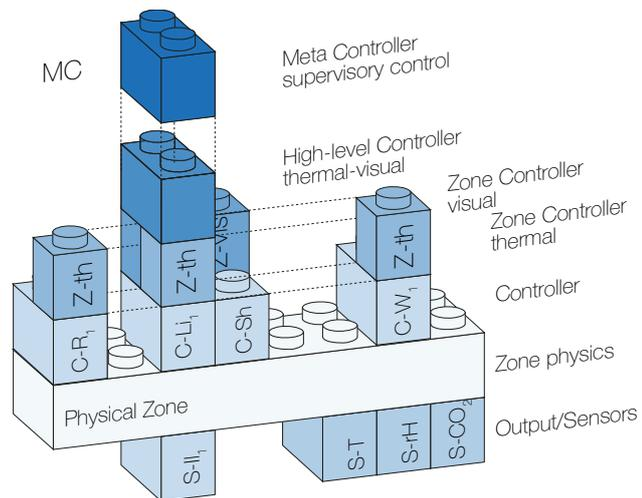 MC
Meta Controller
supervisory control
High-level Controller
thermal-visual
Zone Controller
visual
Zone Controller
thermal
Controller
Zone physics
Output/Sensors
Z-th
Z-th
Z-vis
Z-th
C-R₁
C-Li₁
C-Sh
C-W₁
Physical Zone
S-Il₁
S-T
S-rH
S-CO₂